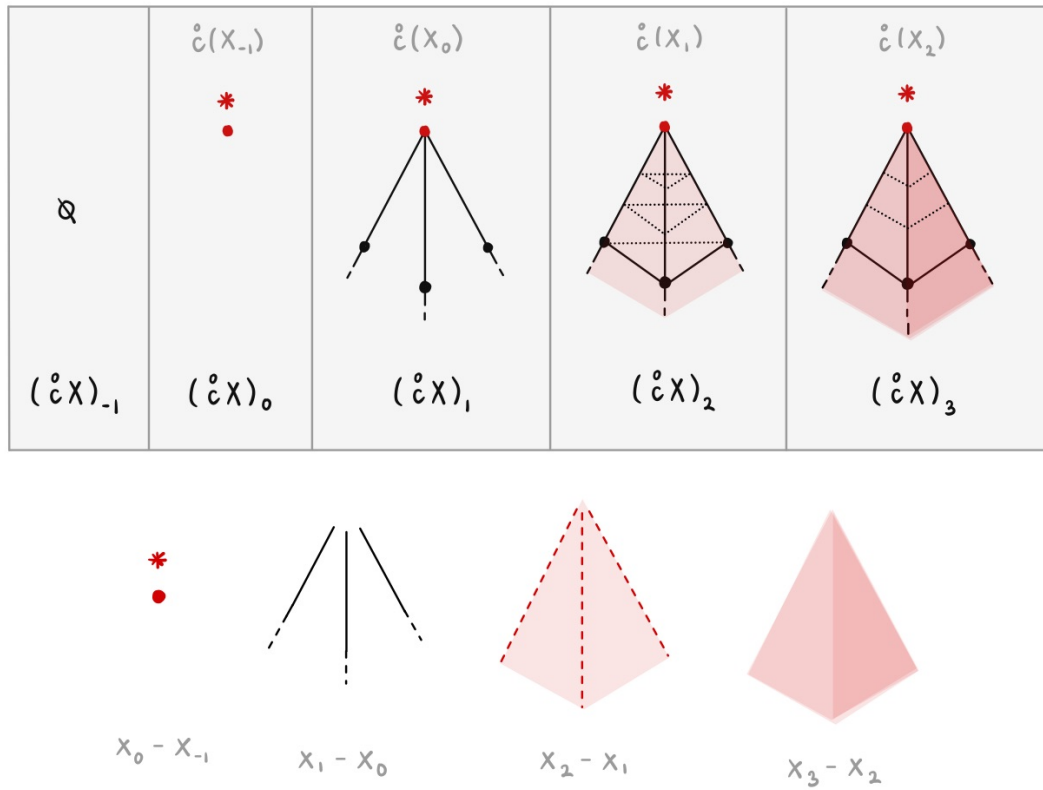 c̊(X₋₁) c̊(X₀) c̊(X₁) c̊(X₂)
* * * *
∅
(c̊X)₋₁ (c̊X)₀ (c̊X)₁ (c̊X)₂ (c̊X)₃
*
X₀ - X₋₁ X₁ - X₀ X₂ - X₁ X₃ - X₂